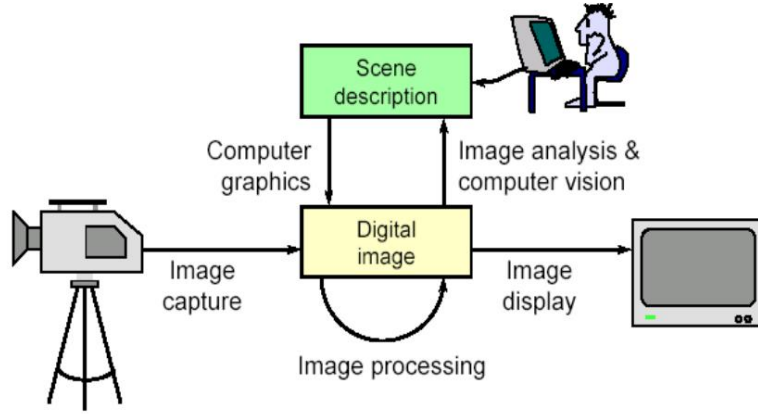 Scene
description
Computer
graphics
Image analysis &
computer vision
Digital
image
Image
capture
Image
display
Image processing